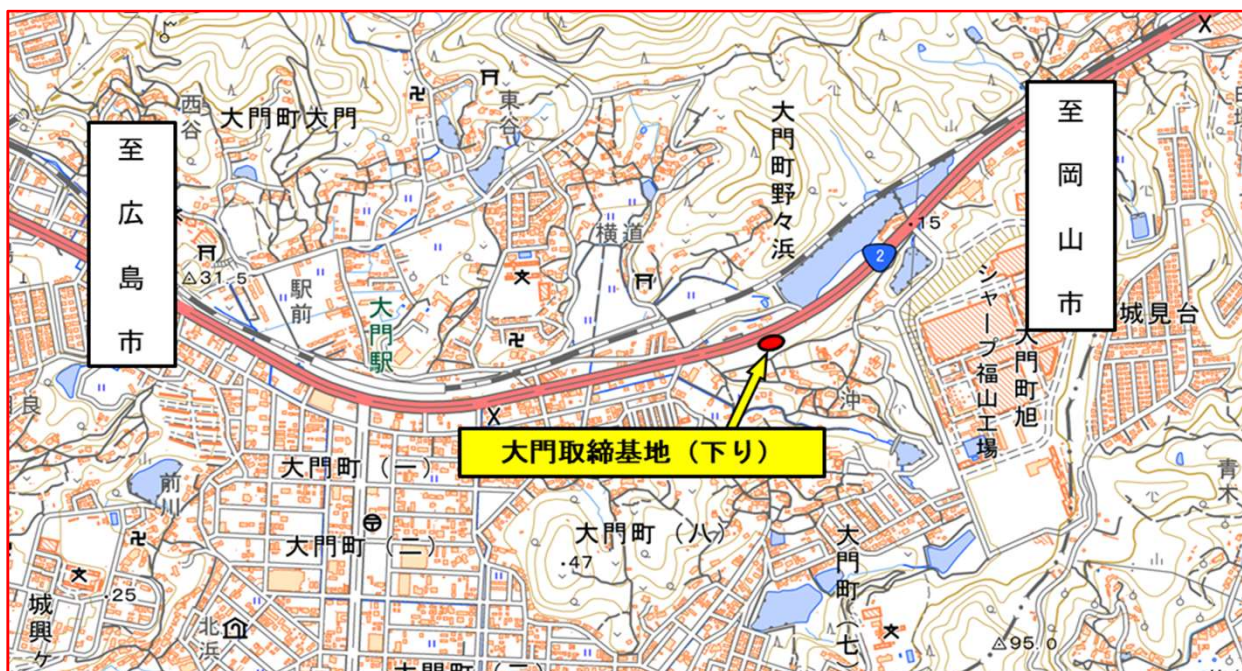 西谷
大門町大門
東谷
大門町野々浜
至岡山市
至広島市
31.5
駅前
大門駅
横道
2
15
シャープ福山工場
大門町旭
城見台
沖
大門取締基地（下り）
大門町（一）
前川
大門町（二）
大門町（八）
47
大門町（七）
青木
25
城興ケ
北浜
95.0